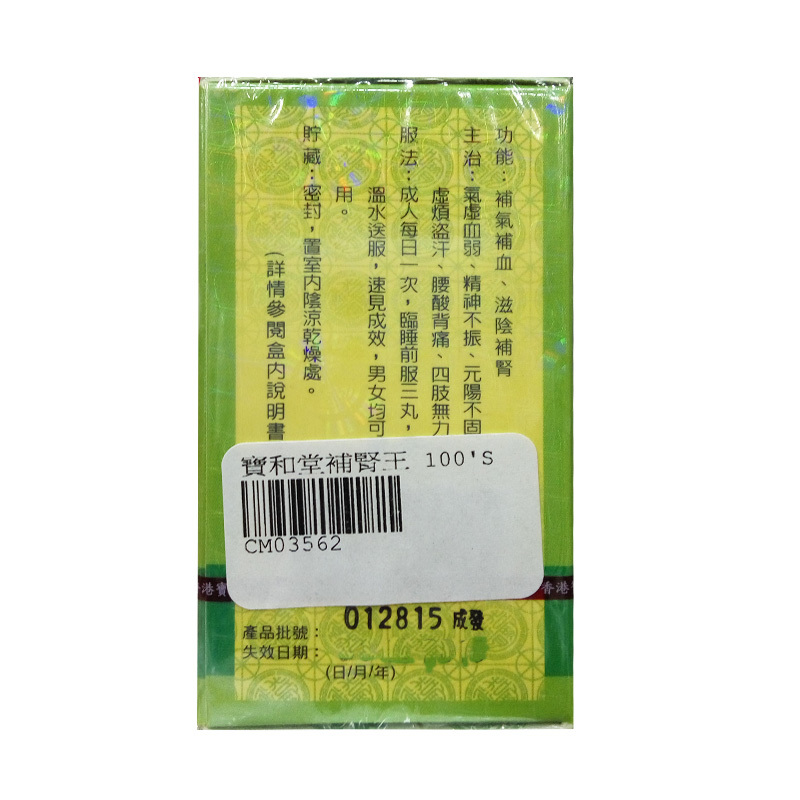 功能：補氣補血、滋陰補腎
主治：氣虛血弱、精神不振、元陽不固
虛煩盜汗、腰酸背痛、四肢無力
服法：成人每日一次，臨睡前服三丸，
溫水送服，速見成效，男女均可
用。
貯藏：密封，置室內陰涼乾燥處。
(詳情參閱盒內說明書
寶和堂補腎王 100'S
CM03562
香港寶
香港
產品批號：
012815 成發
失效日期：
(日/月/年)